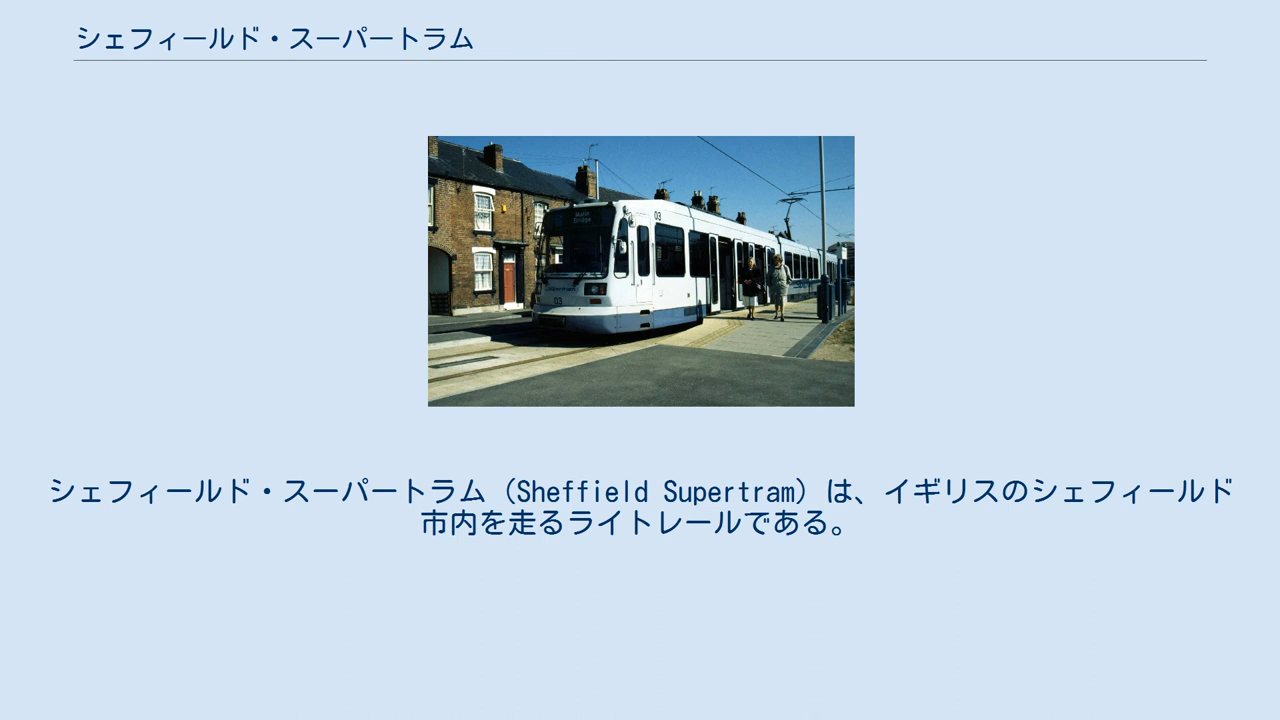 シェフィールド・スーパートラム
03
03
シェフィールド・スーパートラム（Sheffield Supertram）は、イギリスのシェフィールド
市内を走るライトレールである。